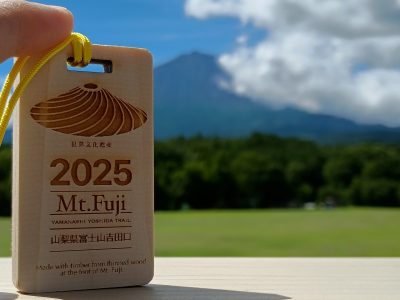 世界文化遺産
2025
Mt.Fuji
YAMANASHI YOSHIDA TRAIL
山梨県富士山吉田口
Made with timber from thinned wood
at the foot of Mt. Fuji.